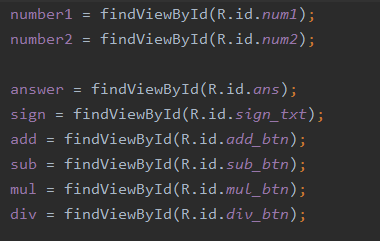 number1 = findViewById(R.id.num1);
number2 = findViewById(R.id.num2);
answer = findViewById(R.id.ans);
sign = findViewById(R.id.sign_txt);
add = findViewById(R.id.add_btn);
sub = findViewById(R.id.sub_btn);
mul = findViewById(R.id.mul_btn);
div = findViewById(R.id.div_btn);